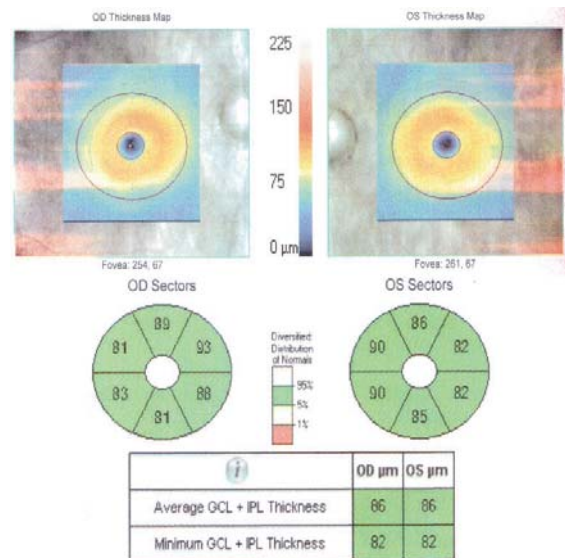 OD Thickness Map
OS Thickness Map
225
150
75
0 µm
Fovea: 254, 67
Fovea: 261, 67
OD Sectors
OS Sectors
89
81
93
83
88
81
Diversified:
Distribution
of Normals
95%
5%
1%
86
90
82
90
82
85
OD µm OS µm
Average GCL + IPL Thickness 86 86
Minimum GCL + IPL Thickness 82 82